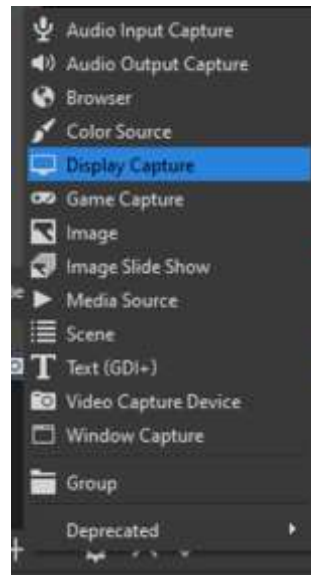 Audio Input Capture
Audio Output Capture
Browser
Color Source
Display Capture
Game Capture
Image
Image Slide Show
Media Source
Scene
Text (GDI+)
Video Capture Device
Window Capture
Group
Deprecated